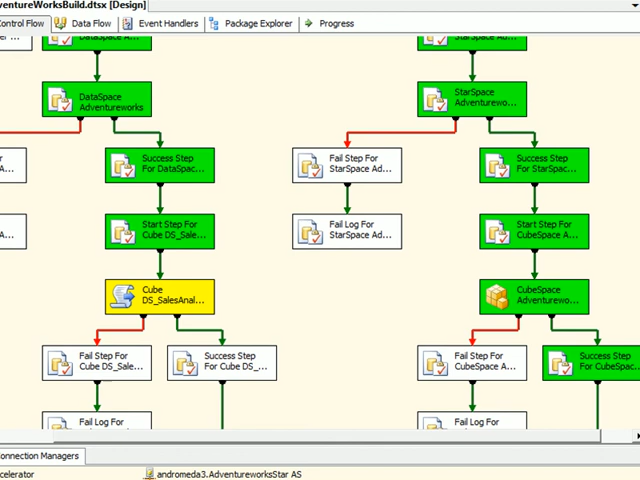 dventureWorksBuild.dtsx [Design]
Control Flow
Data Flow
Event Handlers
Package Explorer
Progress
DataSpace
Adventureworks
StarSpace
Adventurewo...
Success Step
For DataSpac...
Fail Step For
StarSpace Ad...
Success Step
For StarSpac...
Start Step For
Cube DS_Sale...
Fail Log For
StarSpace Ad...
Start Step For
CubeSpace A...
Cube
DS_SalesAnal...
CubeSpace
Adventurewo...
Fail Step For
Cube DS_Sale...
Success Step
For Cube DS_...
Fail Step For
CubeSpace A...
Success Step
For CubeSpac...
Fail Log For
Fail Log For
onnection Managers
celerator
andromeda3.AdventureworksStar AS